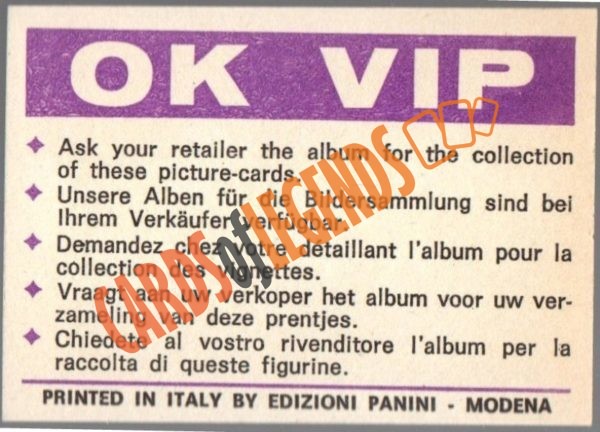 OK VIP
Ask your retailer the album for the collection
of these picture-cards.
Unsere Alben für die Bildersammlung sind bei
Ihrem Verkäufer verfügbar.
Demandez chez votre détaillant l'album pour la
collection des vignettes.
Vraagt aan uw verkoper het album voor uw ver-
zameling van deze prentjes.
Chiedete al vostro rivenditore l'album per la
raccolta di queste figurine.
PRINTED IN ITALY BY EDIZIONI PANINI - MODENA
CARDSofLEGENDS